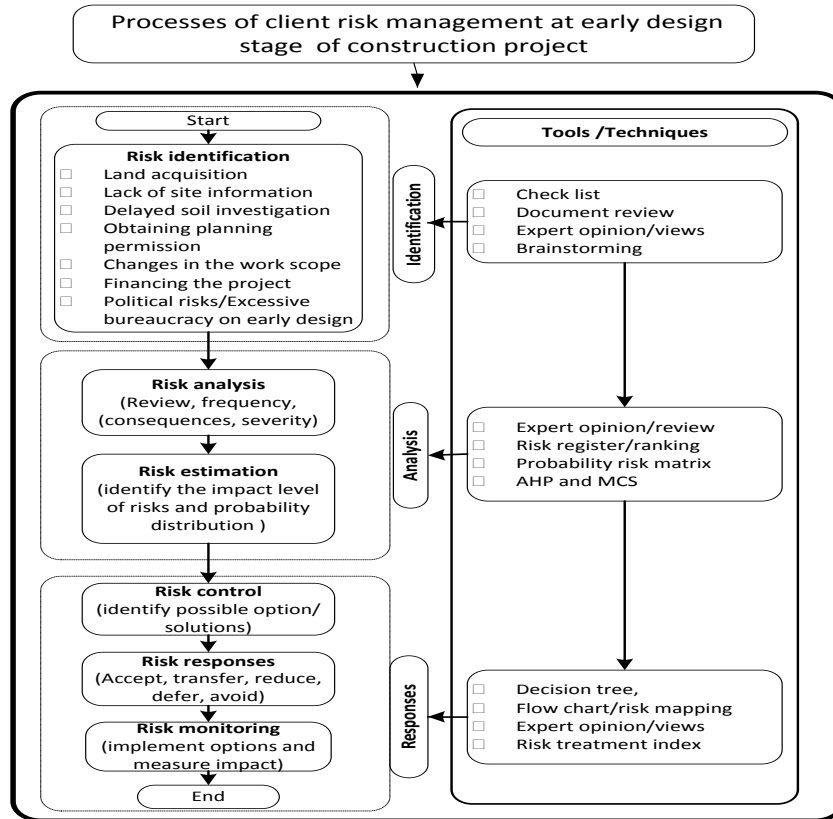 Processes of client risk management at early design
stage of construction project
Start
Risk identification
Land acquisition
Lack of site information
Delayed soil investigation
Obtaining planning
permission
Changes in the work scope
Financing the project
Political risks/Excessive
bureaucracy on early design
Risk analysis
(Review, frequency,
(consequences, severity)
Risk estimation
(identify the impact level
of risks and probability
distribution )
Risk control
(identify possible option/
solutions)
Risk responses
(Accept, transfer, reduce,
defer, avoid)
Risk monitoring
(implement options and
measure impact)
End
Identification
Analysis
Responses
Tools /Techniques
Check list
Document review
Expert opinion/views
Brainstorming
Expert opinion/review
Risk register/ranking
Probability risk matrix
AHP and MCS
Decision tree,
Flow chart/risk mapping
Expert opinion/views
Risk treatment index